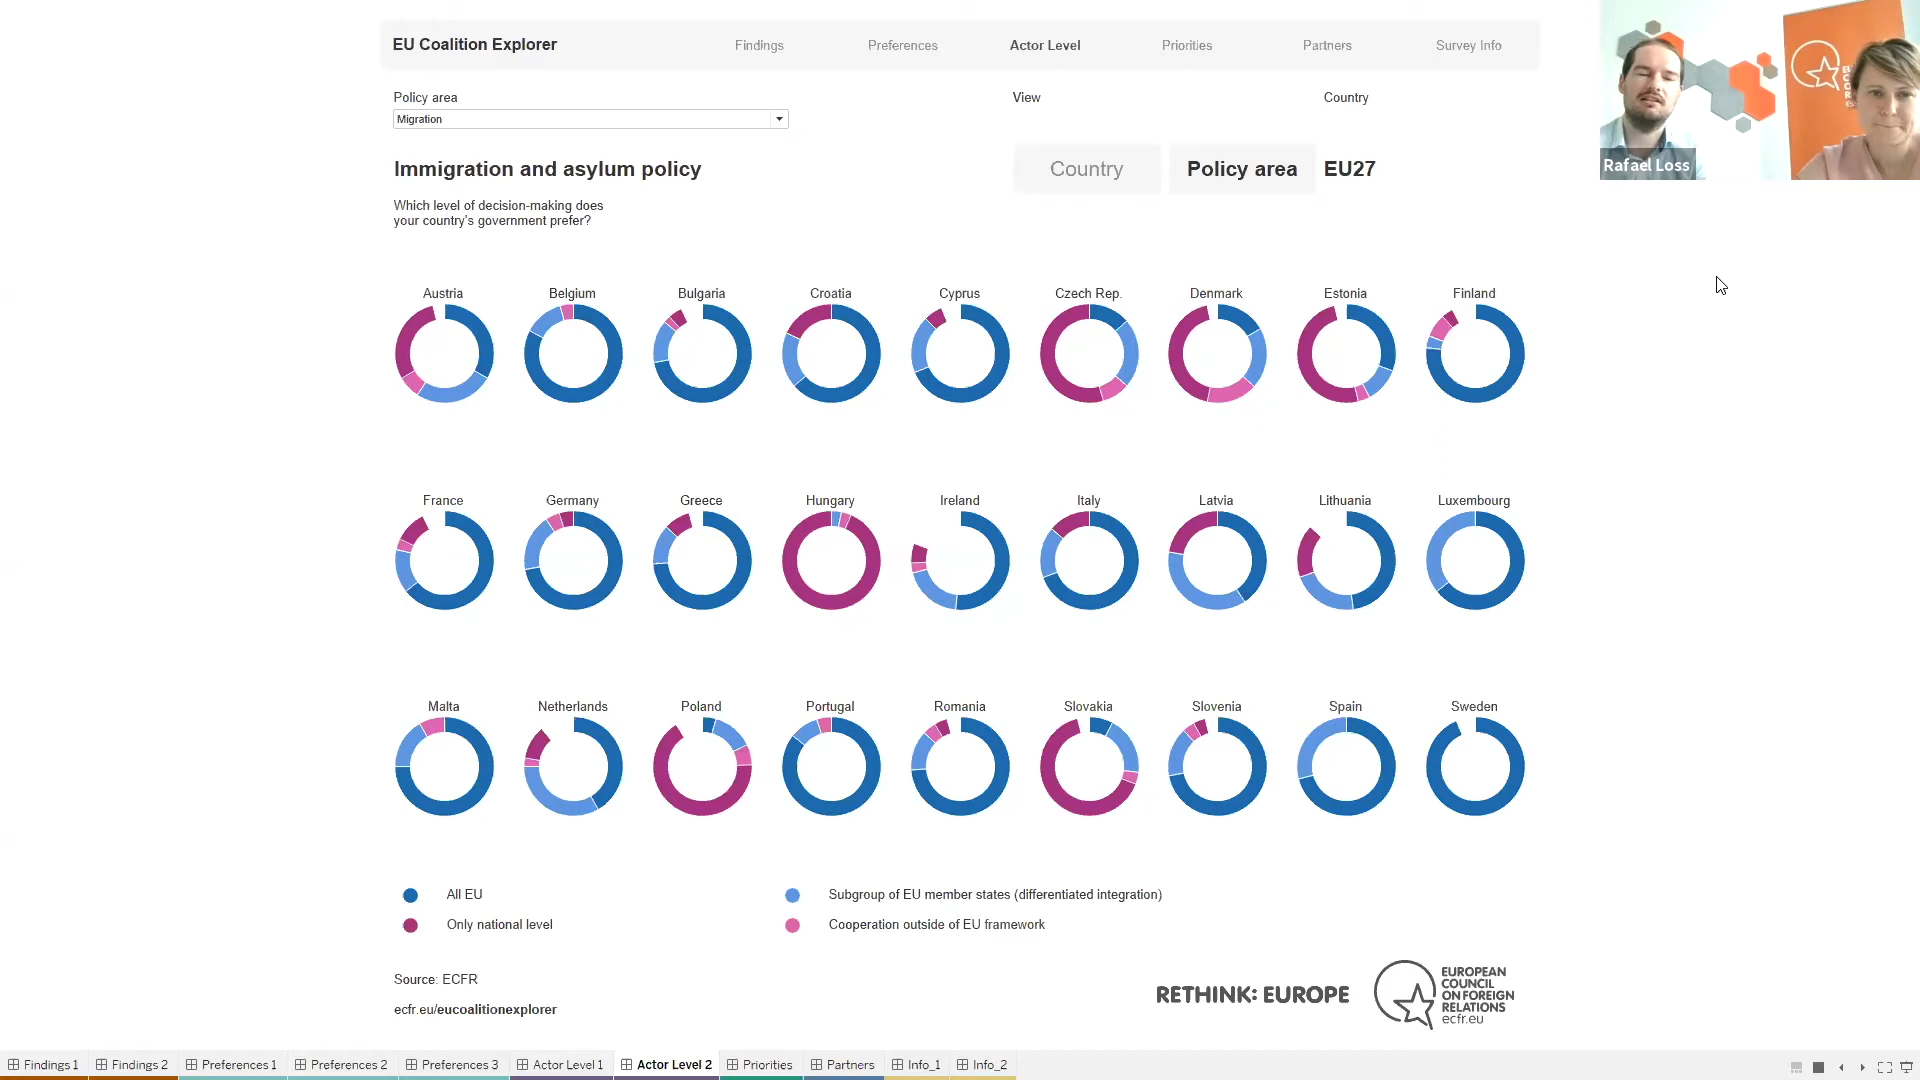 EU Coalition Explorer
Findings
Preferences
Actor Level
Priorities
Partners
Survey Info
Policy area
Migration
View
Country
Immigration and asylum policy
Country
Policy area
EU27
Which level of decision-making does
your country's government prefer?
Rafael Loss
Austria
Belgium
Bulgaria
Croatia
Cyprus
Czech Rep.
Denmark
Estonia
Finland
France
Germany
Greece
Hungary
Ireland
Italy
Latvia
Lithuania
Luxembourg
Malta
Netherlands
Poland
Portugal
Romania
Slovakia
Slovenia
Spain
Sweden
All EU
Subgroup of EU member states (differentiated integration)
Only national level
Cooperation outside of EU framework
Source: ECFR
ecfr.eu/eucoalitionexplorer
RETHINK: EUROPE
EUROPEAN
COUNCIL
ON FOREIGN
RELATIONS
ecfr.eu
Findings 1
Findings 2
Preferences 1
Preferences 2
Preferences 3
Actor Level 1
Actor Level 2
Priorities
Partners
Info_1
Info_2